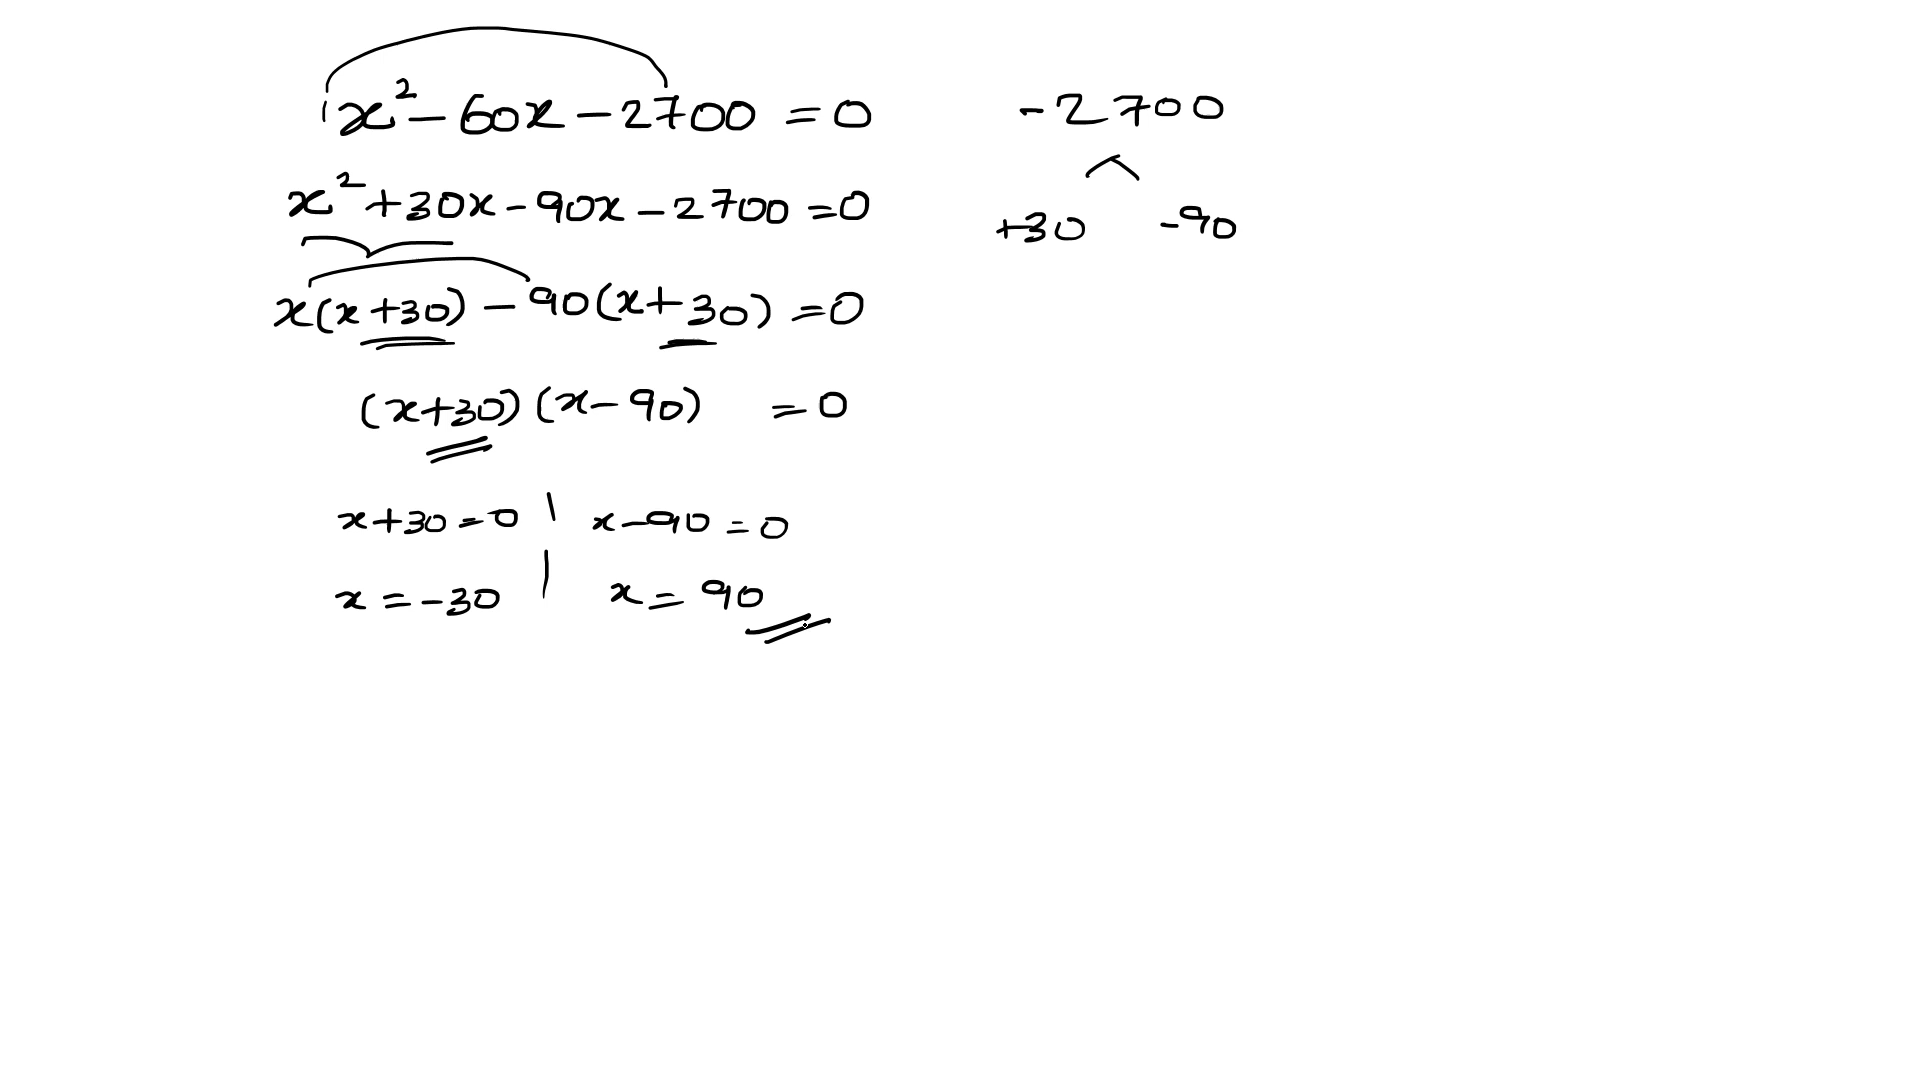 1x² - 60x - 2700 = 0
x² + 30x - 90x - 2700 = 0
x(x + 30) - 90(x + 30) = 0
(x + 30) (x - 90) = 0
x + 30 = 0 | x - 90 = 0
x = -30 | x = 90
-2700
+30 -90